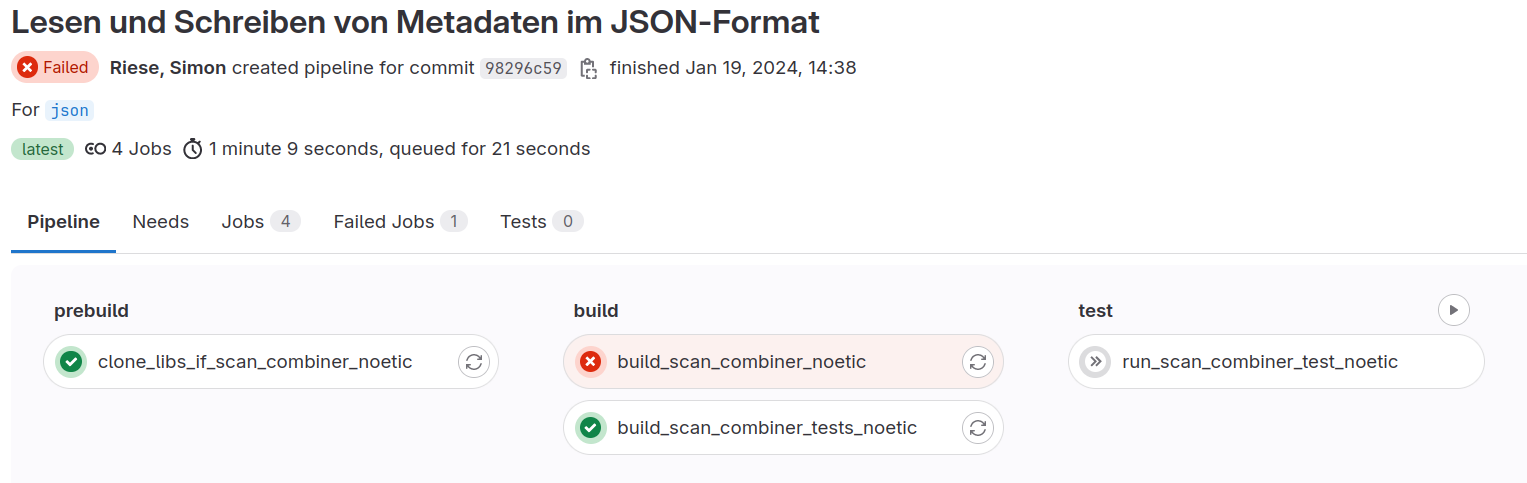 Lesen und Schreiben von Metadaten im JSON-Format
Failed Riese, Simon created pipeline for commit 98296c59 finished Jan 19, 2024, 14:38
For json
latest 4 Jobs 1 minute 9 seconds, queued for 21 seconds
Pipeline Needs Jobs 4 Failed Jobs 1 Tests 0
prebuild build test
clone_libs_if_scan_combiner_noetic build_scan_combiner_noetic run_scan_combiner_test_noetic
build_scan_combiner_tests_noetic